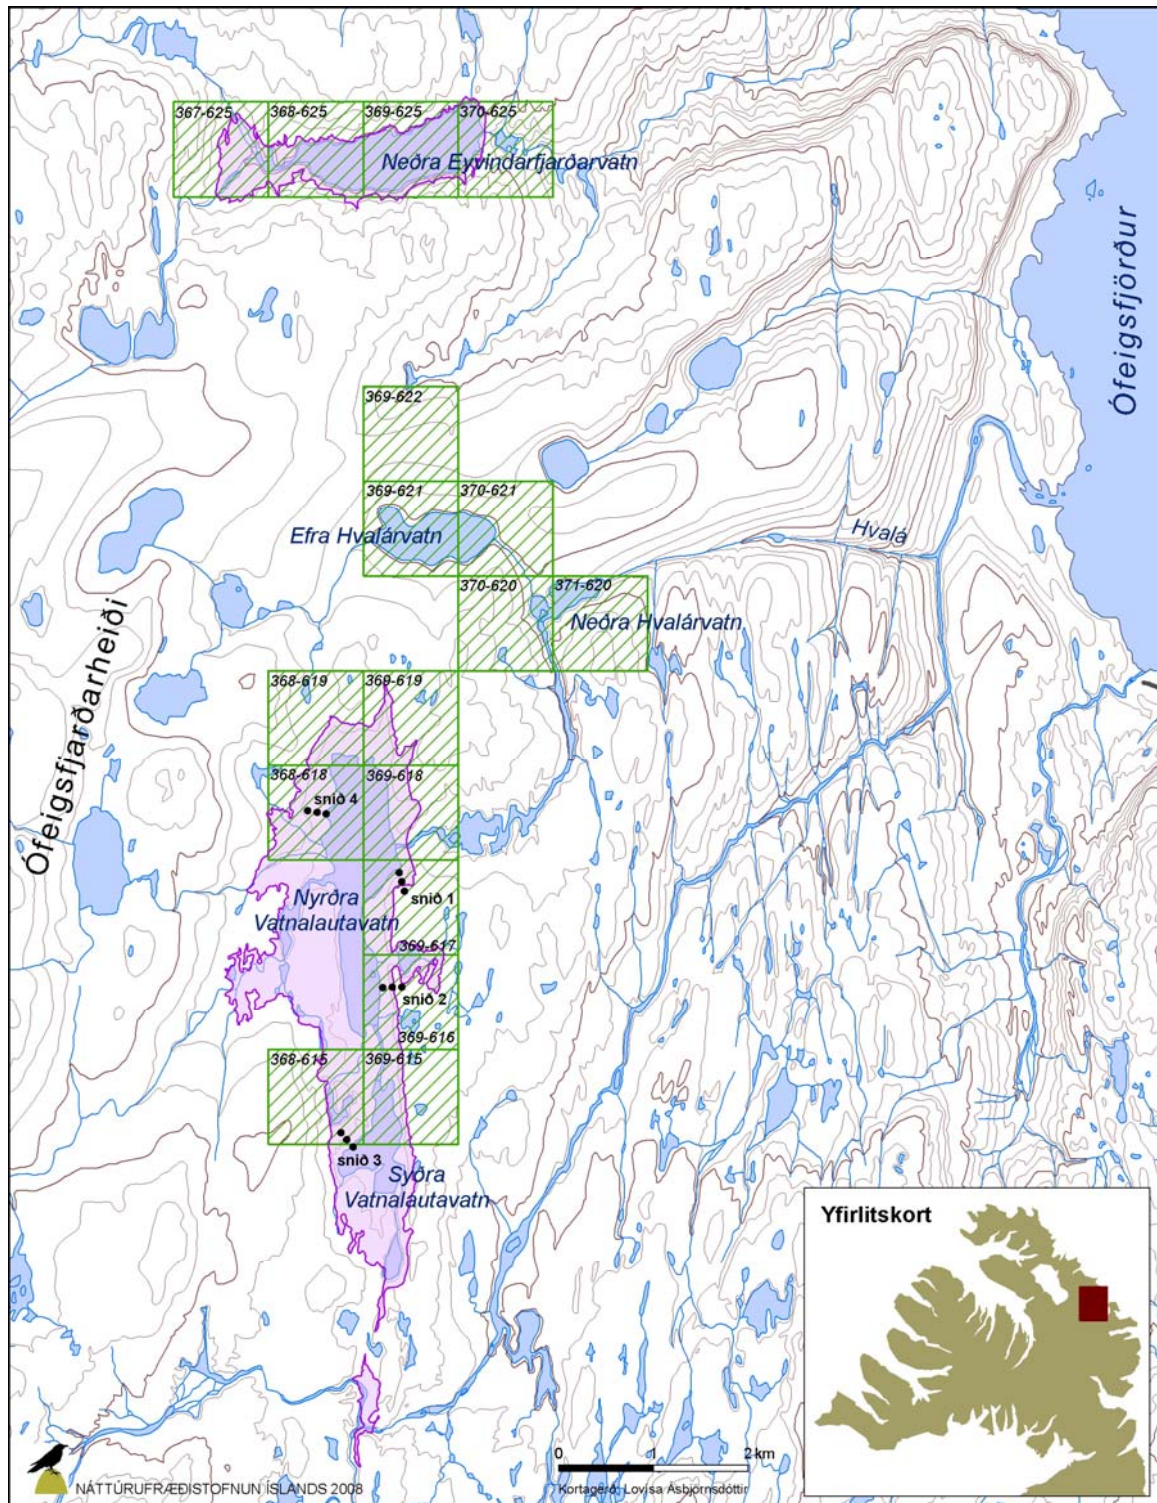 367-625
368-625
369-625
370-625
Neðra Eyvindarfjarðarvatn
Ófeigsfjörður
369-622
369-621
370-621
Efra Hvalárvatn
Hvalá
370-620
371-620
Neðra Hvalárvatn
Ófeigsfjarðarheiði
368-619
369-619
368-618
369-618
snið 4
Nyrðra
Vatnalautavatn
snið 1
369-617
snið 2
369-616
368-615
369-615
snið 3
Syðra
Vatnalautavatn
Yfirlitskort
0 1 2 km
Kortagerð: Lovísa Ásbjörnsdóttir
NÁTTÚRUFRÆÐISTOFNUN ÍSLANDS 2008